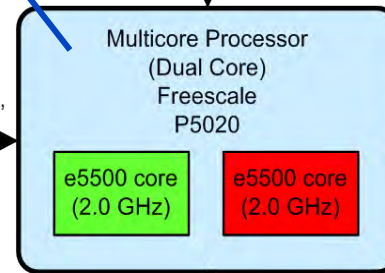 Multicore Processor
(Dual Core)
Freescale
P5020
,
e5500 core
(2.0 GHz)
e5500 core
(2.0 GHz)